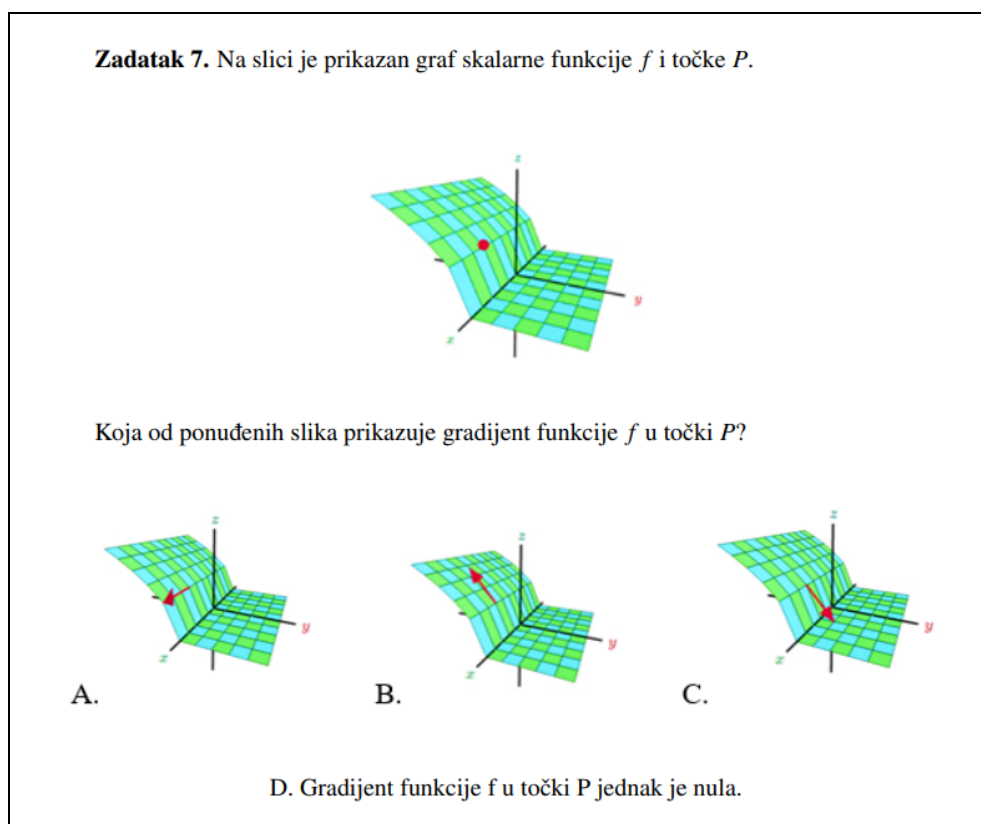 Zadatak 7. Na slici je prikazan graf skalarne funkcije f i točke P.
z
y
x
Koja od ponuđenih slika prikazuje gradijent funkcije f u točki P?
z
y
x
A.
z
y
x
B.
z
y
x
C.
D. Gradijent funkcije f u točki P jednak je nula.